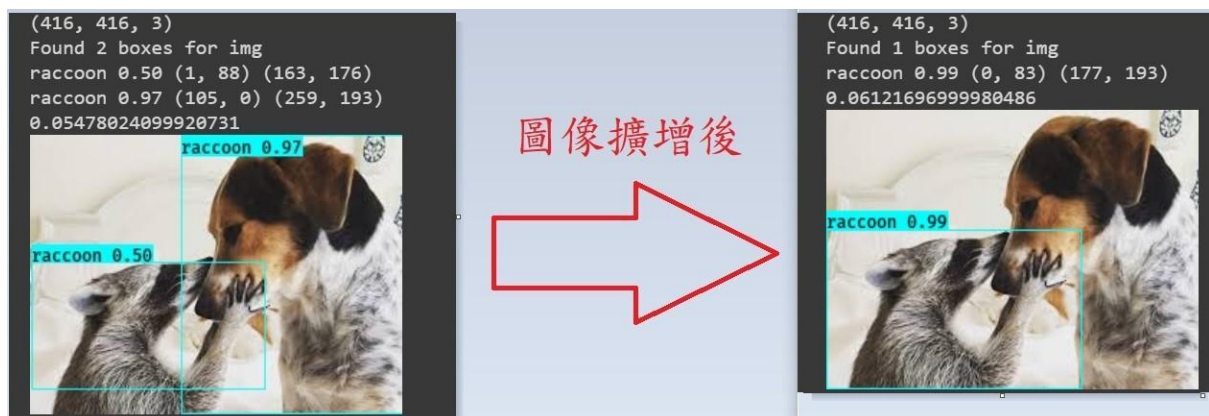 (416, 416, 3)
Found 2 boxes for img
raccoon 0.50 (1, 88) (163, 176)
raccoon 0.97 (105, 0) (259, 193)
0.05478024099920731
raccoon 0.97
raccoon 0.50
圖像擴增後
(416, 416, 3)
Found 1 boxes for img
raccoon 0.99 (0, 83) (177, 193)
0.06121696999980486
raccoon 0.99